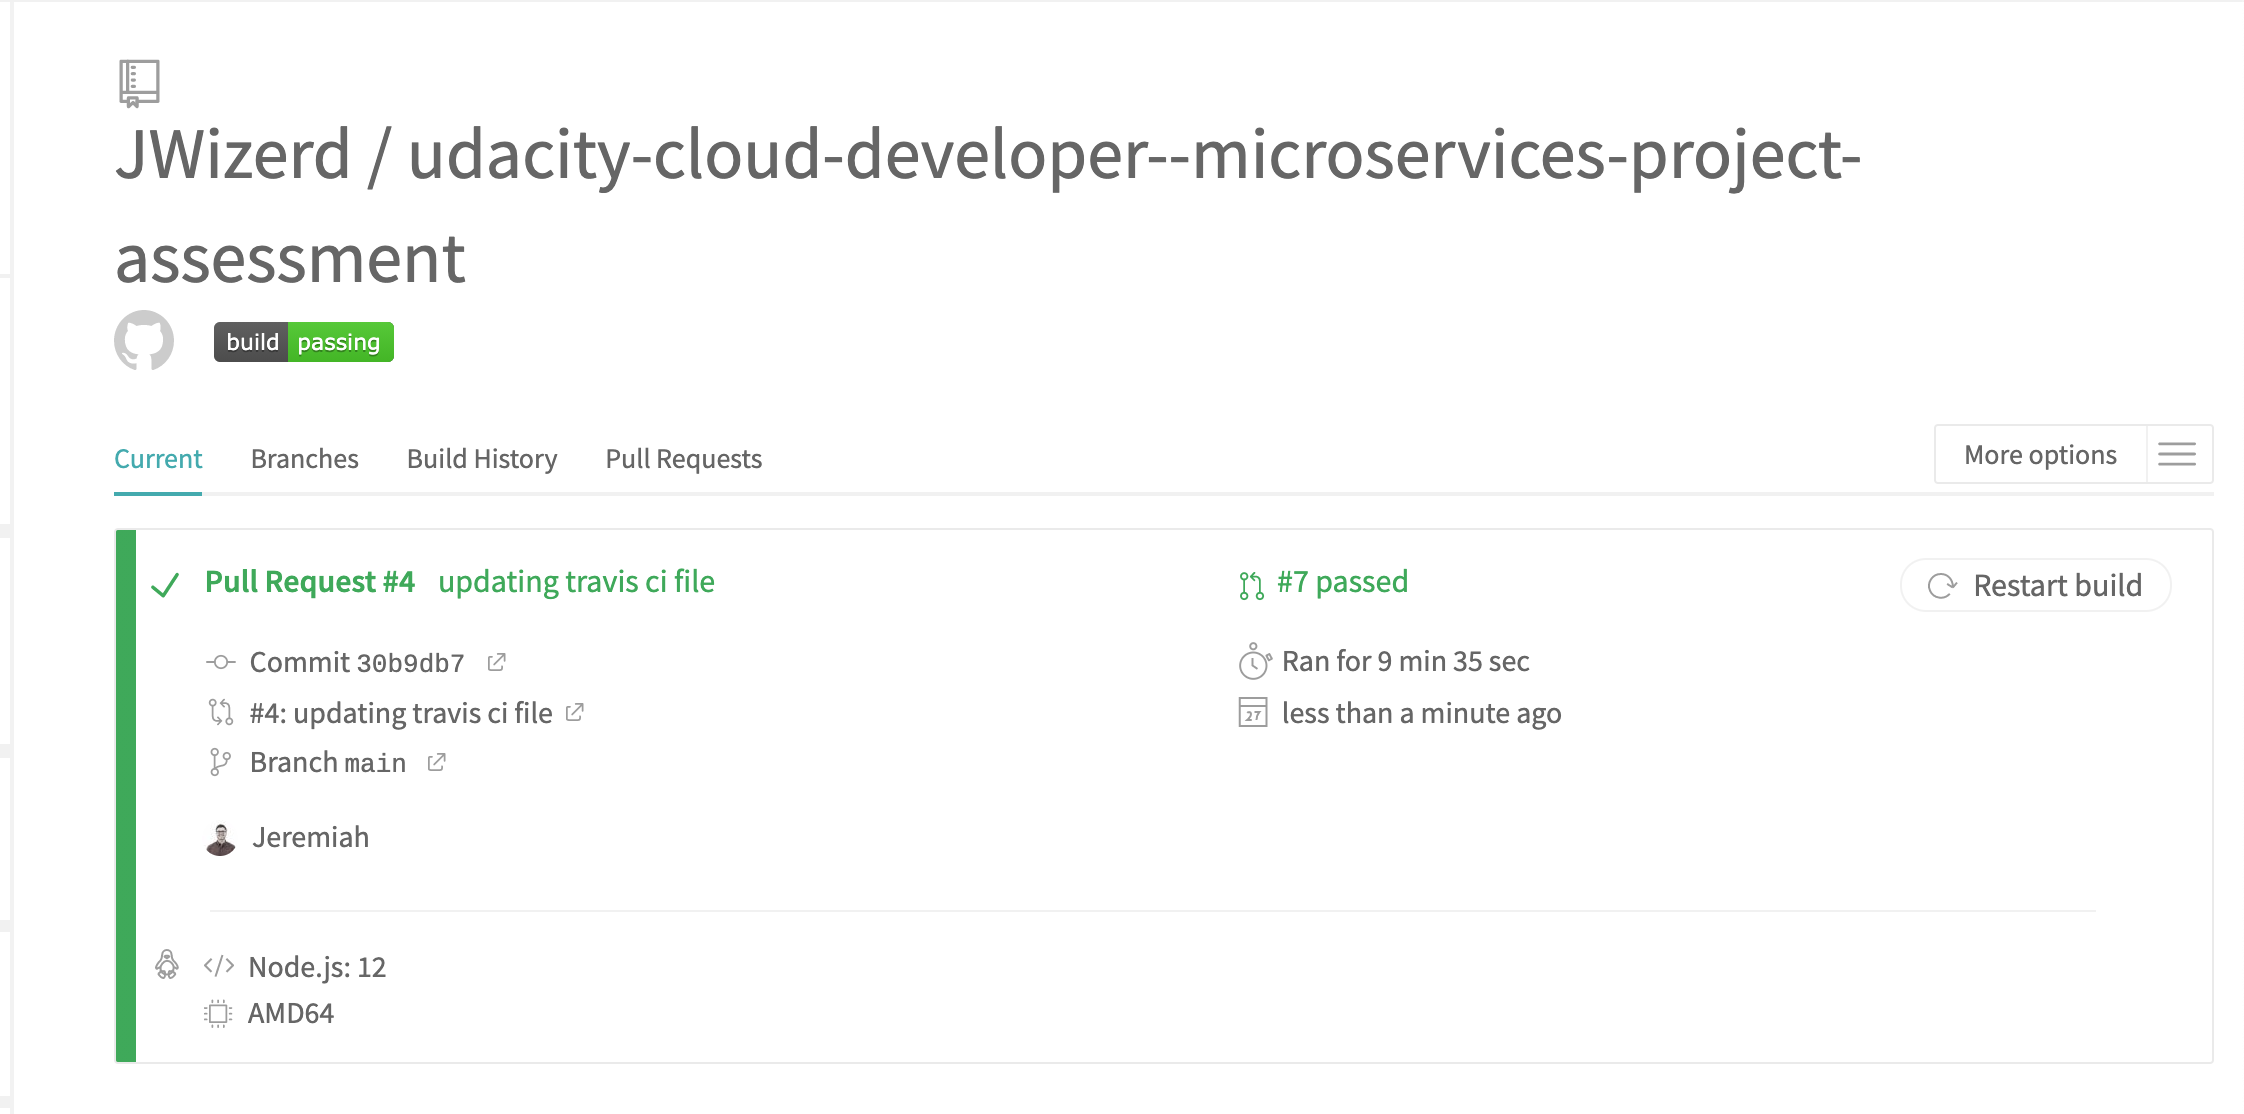 JWizerd / udacity-cloud-developer--microservices-project-
assessment
build passing
Current Branches Build History Pull Requests More options
Pull Request #4 updating travis ci file #7 passed Restart build
Commit 30b9db7 Ran for 9 min 35 sec
#4: updating travis ci file 27 less than a minute ago
Branch main
Jeremiah
</> Node.js: 12
AMD64